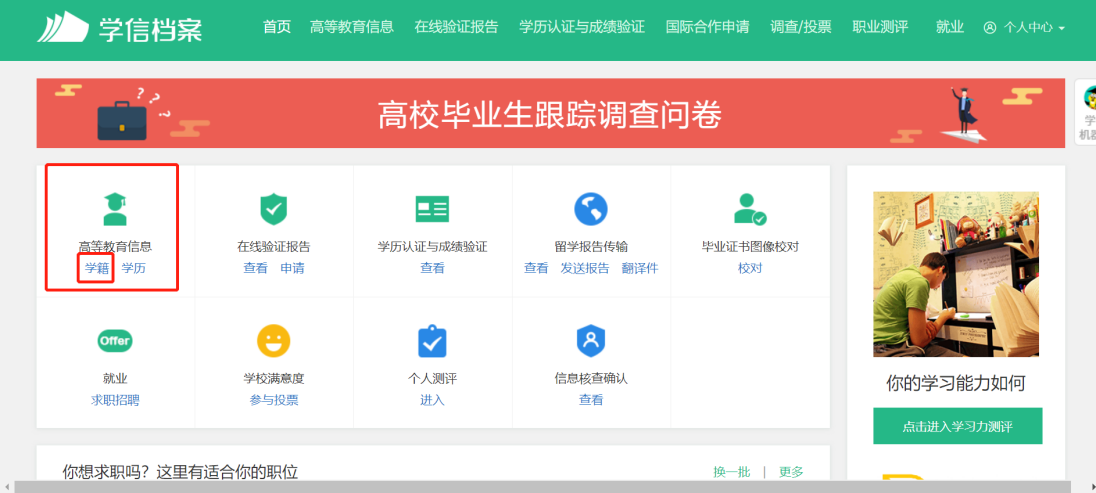 学信档案
首页 高等教育信息 在线验证报告 学历认证与成绩验证 国际合作申请 调查/投票 职业测评 就业 个人中心
? ? ?
高校毕业生跟踪调查问卷
学
机器
高等教育信息
学籍 学历
在线验证报告
查看 申请
学历认证与成绩验证
查看
留学报告传输
查看 发送报告 翻译件
毕业证书图像校对
校对
Offer
就业
求职招聘
学校满意度
参与投票
个人测评
进入
信息核查确认
查看
你的学习能力如何
点击进入学习力测评
你想求职吗？这里有适合你的职位
换一批 | 更多